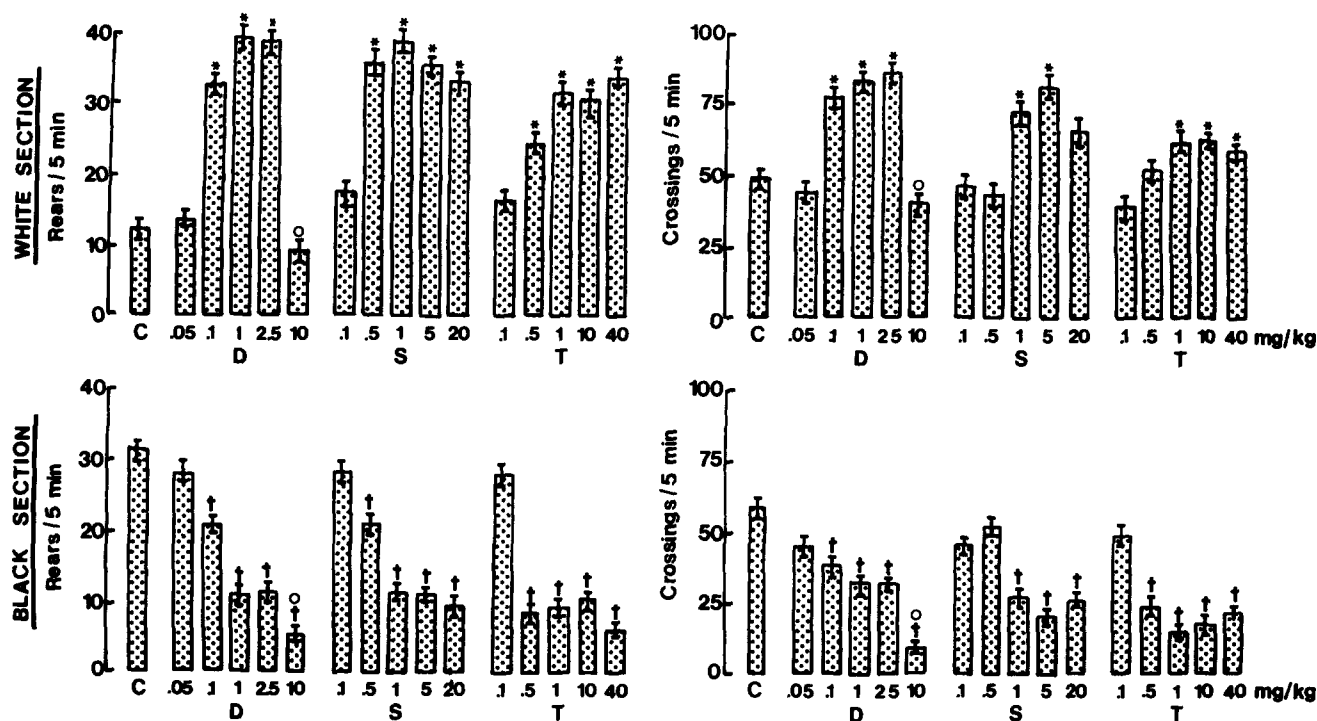 WHITE SECTION
Rears / 5 min
40
30
20
10
0
* * * * * * * * * * *
C .05 .1 1 2.5 10 .1 .5 1 5 20 .1 .5 1 10 40
D S T
Crossings / 5 min
100
75
50
25
0
* * * * * * * *
C .05 .1 1 25 10 .1 .5 1 5 20 .1 .5 1 10 40 mg/kg
D S T
BLACK SECTION
Rears / 5 min
40
30
20
10
0
† † † † † † † † † † † †
C .05 .1 1 2.5 10 .1 .5 1 5 20 .1 .5 1 10 40
D S T
Crossings / 5 min
100
75
50
25
0
† † † † † † † † † † †
C .05 .1 1 25 10 .1 .5 1 5 20 .1 .5 1 10 40 mg/kg
D S T